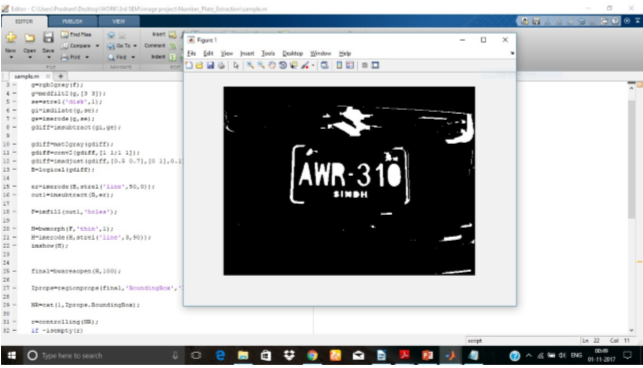 Editor - C:\Users\Prashant\Desktop\WORK\3rd SEM\image project\Number_Plate_Extraction\sample.m
EDITOR PUBLISH VIEW
New Open Save
Find Files
Compare
Print
Go To
Find
Insert
Comment
Indent
sample.m
Figure 1
File Edit View Insert Tools Desktop Window Help
AWR-310
SINDH
3 - g=rgb2gray(f);
4 - g=medfilt2(g,[3 3]);
5 - se=strel('disk',1);
6 - gi=imdilate(g,se);
7 - ge=imerode(g,se);
8 - gdiff=imsubtract(gi,ge);
9
10 - gdiff=mat2gray(gdiff);
11 - gdiff=conv2(gdiff,[1 1;1 1]);
12 - gdiff=imadjust(gdiff,[0.5 0.7],[0 1],0.1
13 - B=logical(gdiff);
14
15 - er=imerode(B,strel('line',50,0));
16 - out1=imsubtract(B,er);
17
18 - F=imfill(out1,'holes');
19
20 - H=bwmorph(F,'thin',1);
21 - H=imerode(H,strel('line',3,90));
22 - imshow(H);
23
24
25 - final=bwareaopen(H,100);
26
27 - Iprops=regionprops(final,'BoundingBox','
28
29 - NR=cat(1,Iprops.BoundingBox);
30
31 - r=controlling(NR);
32 - if ~isempty(r)
script Ln 22 Col 11
Type here to search
ENG
00:49
01-11-2017